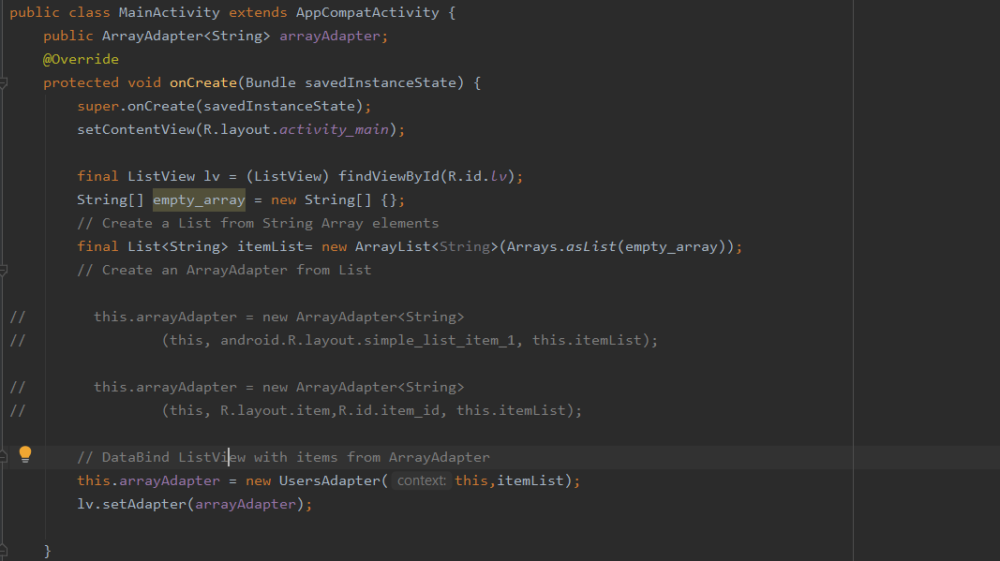 public class MainActivity extends AppCompatActivity {
    public ArrayAdapter<String> arrayAdapter;
    @Override
    protected void onCreate(Bundle savedInstanceState) {
        super.onCreate(savedInstanceState);
        setContentView(R.layout.activity_main);
        final ListView lv = (ListView) findViewById(R.id.lv);
        String[] empty_array = new String[] {};
        // Create a List from String Array elements
        final List<String> itemList= new ArrayList<String>(Arrays.asList(empty_array));
        // Create an ArrayAdapter from List
//        this.arrayAdapter = new ArrayAdapter<String>
//                (this, android.R.layout.simple_list_item_1, this.itemList);
//        this.arrayAdapter = new ArrayAdapter<String>
//                (this, R.layout.item,R.id.item_id, this.itemList);
        // DataBind ListView with items from ArrayAdapter
        this.arrayAdapter = new UsersAdapter( context: this,itemList);
        lv.setAdapter(arrayAdapter);
    }